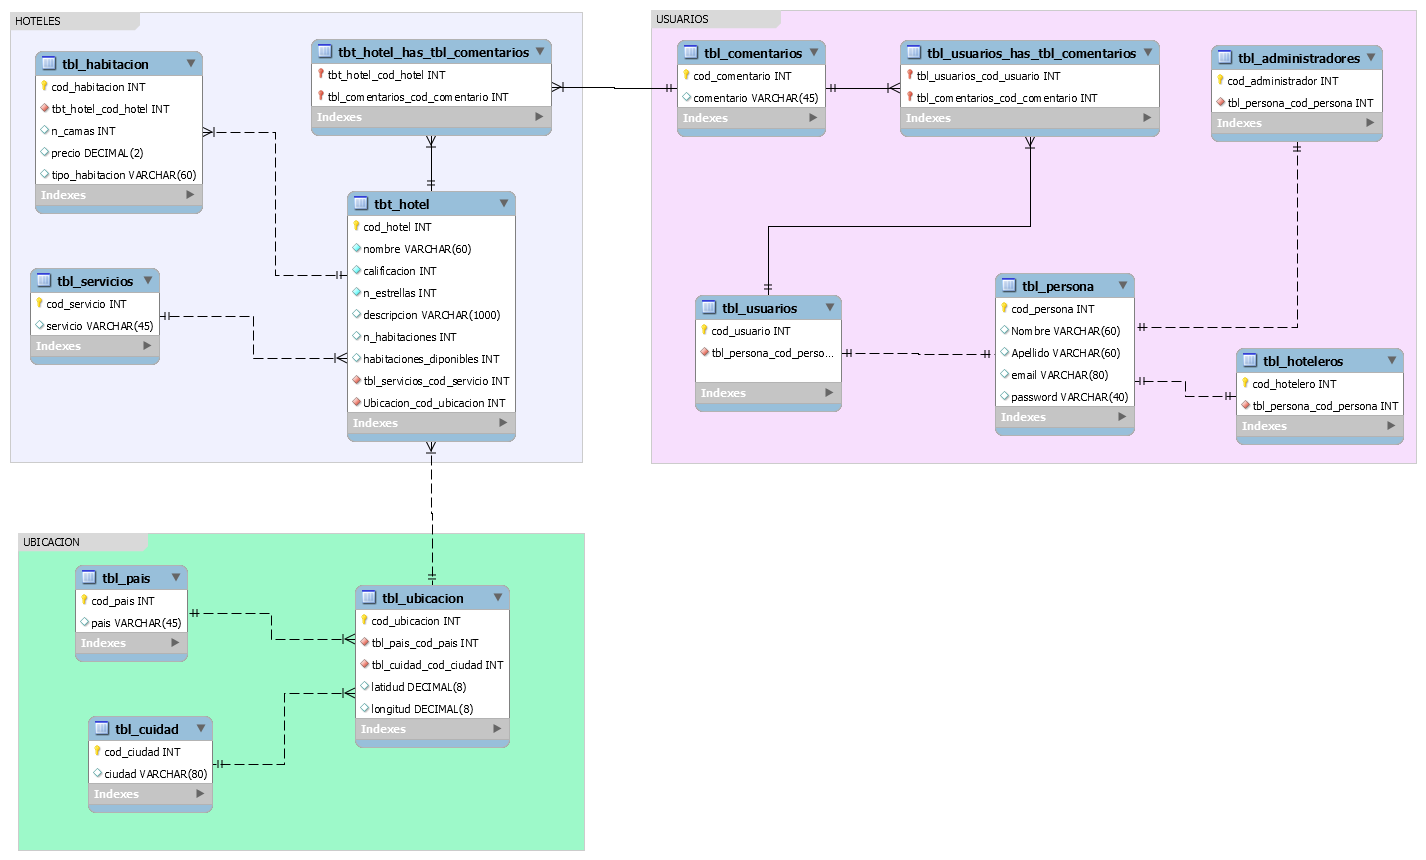 HOTELES
tbl_habitacion
cod_habitacion INT
tbt_hotel_cod_hotel INT
n_camas INT
precio DECIMAL(2)
tipo_habitacion VARCHAR(60)
Indexes
tbt_hotel_has_tbl_comentarios
tbt_hotel_cod_hotel INT
tbl_comentarios_cod_comentario INT
Indexes
tbt_hotel
cod_hotel INT
nombre VARCHAR(60)
calificacion INT
n_estrellas INT
descripcion VARCHAR(1000)
n_habitaciones INT
habitaciones_diponibles INT
tbl_servicios_cod_servicio INT
Ubicacion_cod_ubicacion INT
Indexes
tbl_servicios
cod_servicio INT
servicio VARCHAR(45)
Indexes
USUARIOS
tbl_comentarios
cod_comentario INT
comentario VARCHAR(45)
Indexes
tbl_usuarios_has_tbl_comentarios
tbl_usuarios_cod_usuario INT
tbl_comentarios_cod_comentario INT
Indexes
tbl_administradores
cod_administrador INT
tbl_persona_cod_persona INT
Indexes
tbl_usuarios
cod_usuario INT
tbl_persona_cod_perso...
Indexes
tbl_persona
cod_persona INT
Nombre VARCHAR(60)
Apellido VARCHAR(60)
email VARCHAR(80)
password VARCHAR(40)
Indexes
tbl_hoteleros
cod_hotelero INT
tbl_persona_cod_persona INT
Indexes
UBICACION
tbl_pais
cod_pais INT
pais VARCHAR(45)
Indexes
tbl_ubicacion
cod_ubicacion INT
tbl_pais_cod_pais INT
tbl_cuidad_cod_ciudad INT
latidud DECIMAL(8)
longitud DECIMAL(8)
Indexes
tbl_cuidad
cod_ciudad INT
ciudad VARCHAR(80)
Indexes